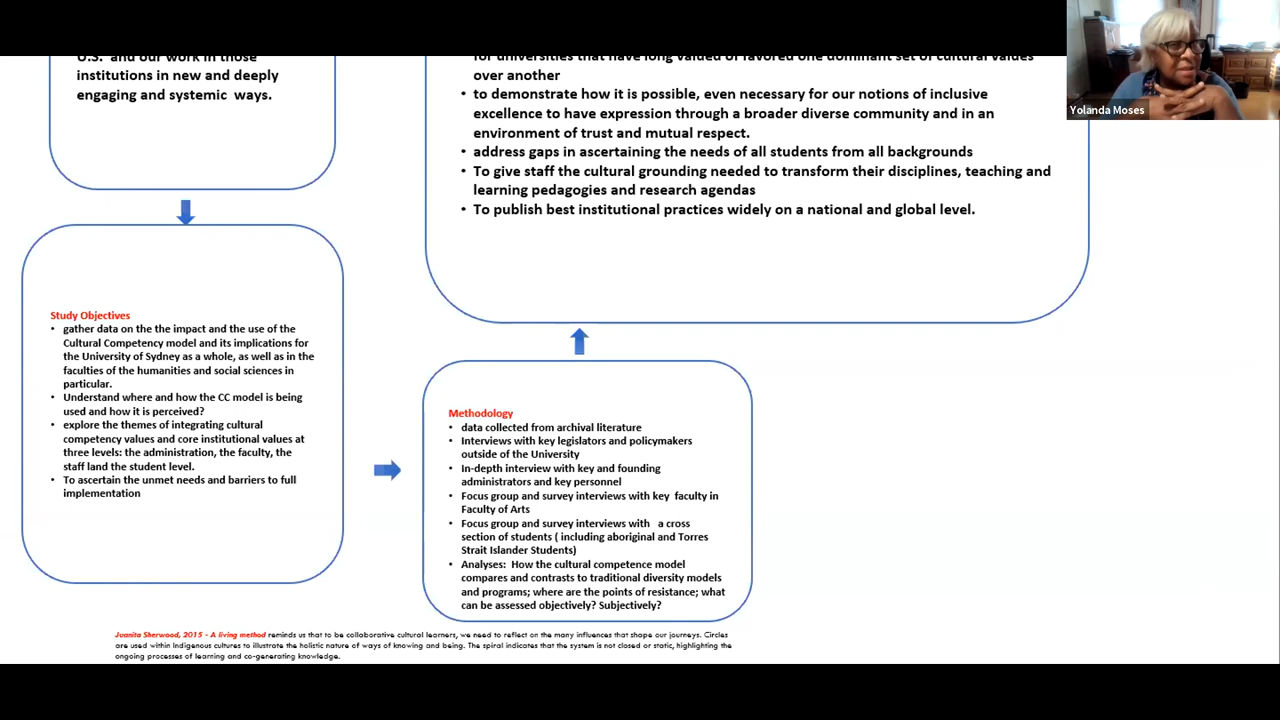 U.S. and our work in those
institutions in new and deeply
engaging and systemic ways.
for universities that have long valued or favored one dominant set of cultural values
over another
• to demonstrate how it is possible, even necessary for our notions of inclusive
excellence to have expression through a broader diverse community and in an
environment of trust and mutual respect.
• address gaps in ascertaining the needs of all students from all backgrounds
• To give staff the cultural grounding needed to transform their disciplines, teaching and
learning pedagogies and research agendas
• To publish best institutional practices widely on a national and global level.
Yolanda Moses
Study Objectives
• gather data on the the impact and the use of the
Cultural Competency model and its implications for
the University of Sydney as a whole, as well as in the
faculties of the humanities and social sciences in
particular.
• Understand where and how the CC model is being
used and how it is perceived?
• explore the themes of integrating cultural
competency values and core institutional values at
three levels: the administration, the faculty, the
staff land the student level.
• To ascertain the unmet needs and barriers to full
implementation
Methodology
• data collected from archival literature
• Interviews with key legislators and policymakers
outside of the University
• In-depth interview with key and founding
administrators and key personnel
• Focus group and survey interviews with key faculty in
Faculty of Arts
• Focus group and survey interviews with a cross
section of students ( including aboriginal and Torres
Strait Islander Students)
• Analyses: How the cultural competence model
compares and contrasts to traditional diversity models
and programs; where are the points of resistance; what
can be assessed objectively? Subjectively?
Juanita Sherwood, 2015 - A living method reminds us that to be collaborative cultural learners, we need to reflect on the many influences that shape our journeys. Circles
are used within Indigenous cultures to illustrate the holistic nature of ways of knowing and being. The spiral indicates that the system is not closed or static, highlighting the
ongoing processes of learning and co-generating knowledge.